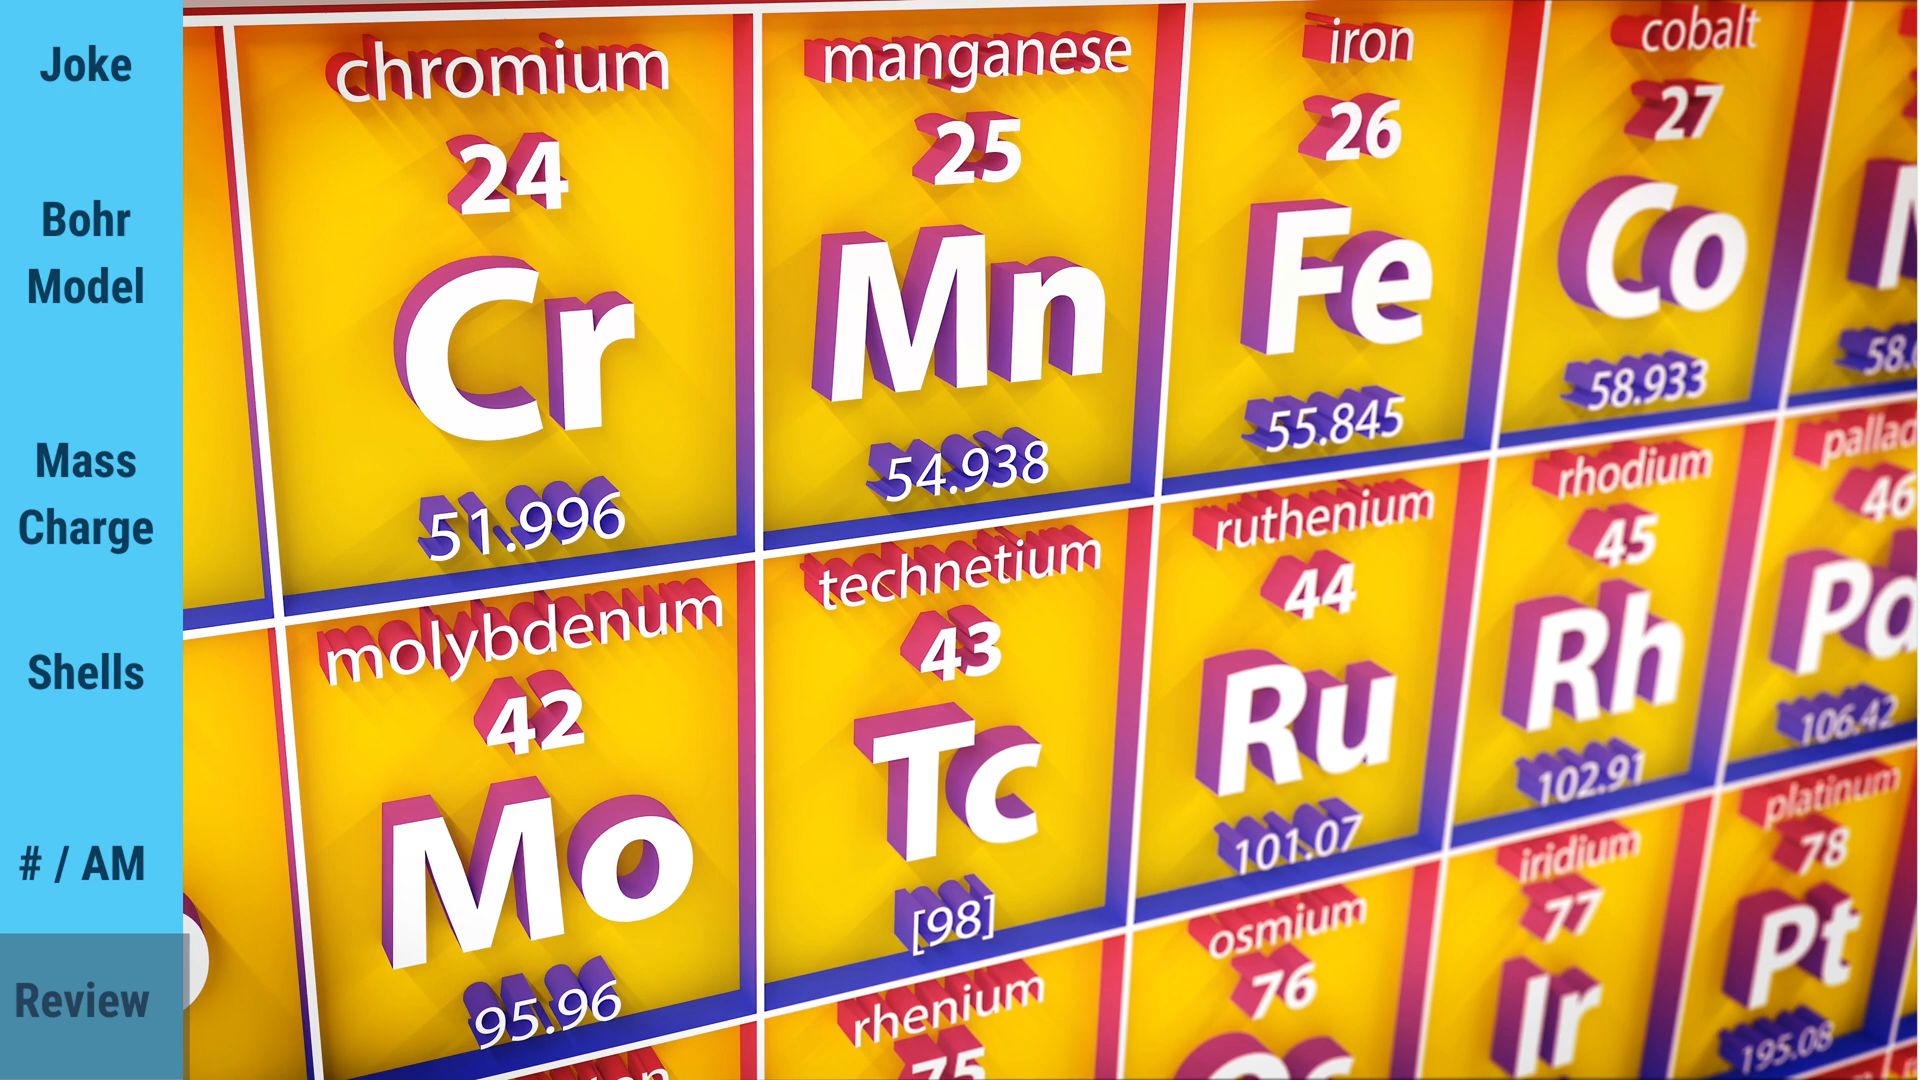 Joke
Bohr
Model
Mass
Charge
Shells
# / AM
Review
chromium
24
Cr
51.996
manganese
25
Mn
54.938
iron
26
Fe
55.845
cobalt
27
Co
58.933
molybdenum
42
Mo
95.96
technetium
43
Tc
[98]
ruthenium
44
Ru
101.07
rhodium
45
Rh
102.91
46
Pd
106.42
rhenium
75
osmium
76
Os
iridium
77
Ir
platinum
78
Pt
195.08